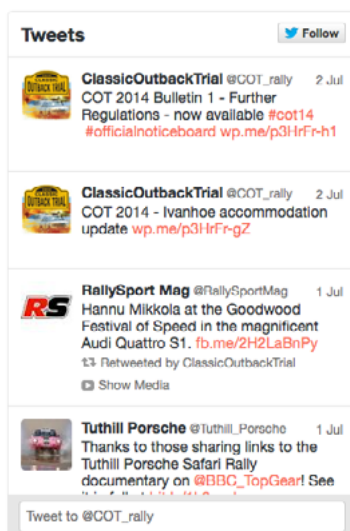 Tweets
Follow
ClassicOutbackTrial @COT_rally 2 Jul
COT 2014 Bulletin 1 - Further
Regulations - now available #cot14
#officialnoticeboard wp.me/p3HrFr-h1
ClassicOutbackTrial @COT_rally 2 Jul
COT 2014 - Ivanhoe accommodation
update wp.me/p3HrFr-gZ
RallySport Mag @RallySportMag 1 Jul
RS
Hannu Mikkola at the Goodwood
Festival of Speed in the magnificent
Audi Quattro S1. fb.me/2H2LaBnPy
Retweeted by ClassicOutbackTrial
Show Media
Tuthill Porsche @Tuthill_Porsche 1 Jul
Thanks to those sharing links to the
Tuthill Porsche Safari Rally
documentary on @BBC_TopGear! See
Tweet to @COT_rally